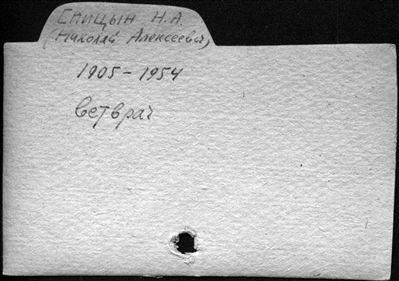 Спицын Н.А.
(Николай Алексеевич)
1905-1954
ветврач